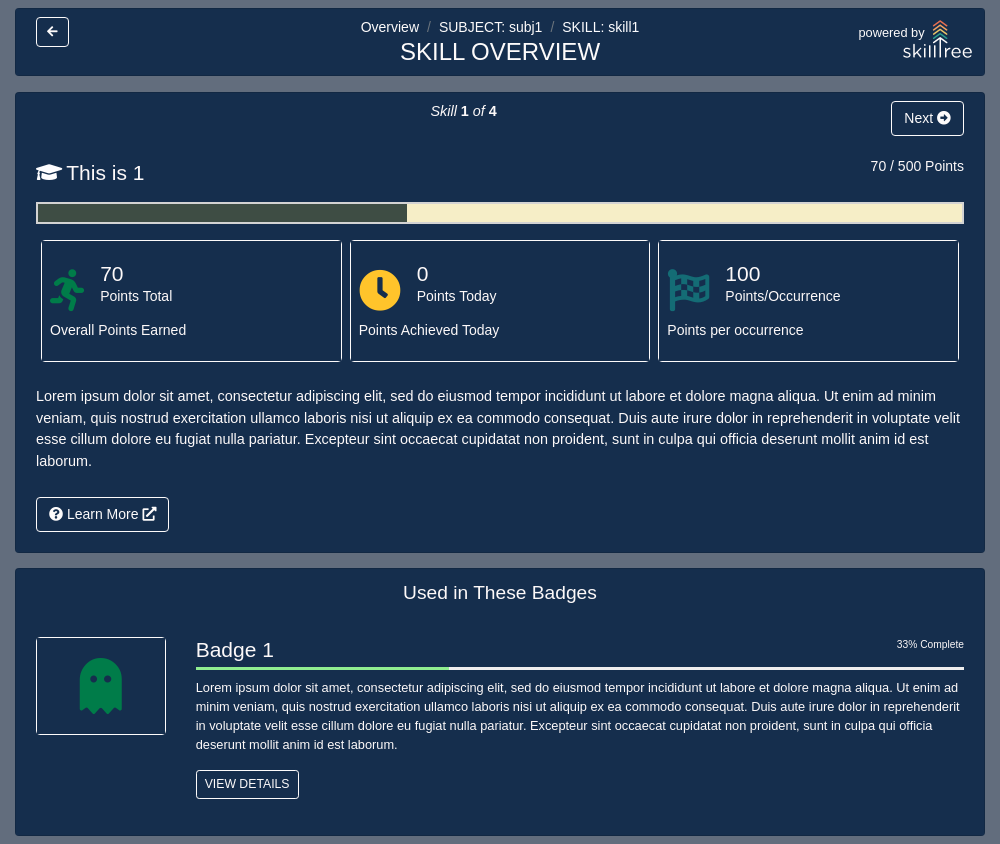 Overview / SUBJECT: subj1 / SKILL: skill1
SKILL OVERVIEW
powered by
skilltree
Skill 1 of 4
Next
This is 1
70 / 500 Points
70
Points Total
Overall Points Earned
0
Points Today
Points Achieved Today
100
Points/Occurrence
Points per occurrence
Lorem ipsum dolor sit amet, consectetur adipiscing elit, sed do eiusmod tempor incididunt ut labore et dolore magna aliqua. Ut enim ad minim
veniam, quis nostrud exercitation ullamco laboris nisi ut aliquip ex ea commodo consequat. Duis aute irure dolor in reprehenderit in voluptate velit
esse cillum dolore eu fugiat nulla pariatur. Excepteur sint occaecat cupidatat non proident, sunt in culpa qui officia deserunt mollit anim id est
laborum.
Learn More
Used in These Badges
Badge 1
33% Complete
Lorem ipsum dolor sit amet, consectetur adipiscing elit, sed do eiusmod tempor incididunt ut labore et dolore magna aliqua. Ut enim ad
minim veniam, quis nostrud exercitation ullamco laboris nisi ut aliquip ex ea commodo consequat. Duis aute irure dolor in reprehenderit
in voluptate velit esse cillum dolore eu fugiat nulla pariatur. Excepteur sint occaecat cupidatat non proident, sunt in culpa qui officia
deserunt mollit anim id est laborum.
VIEW DETAILS